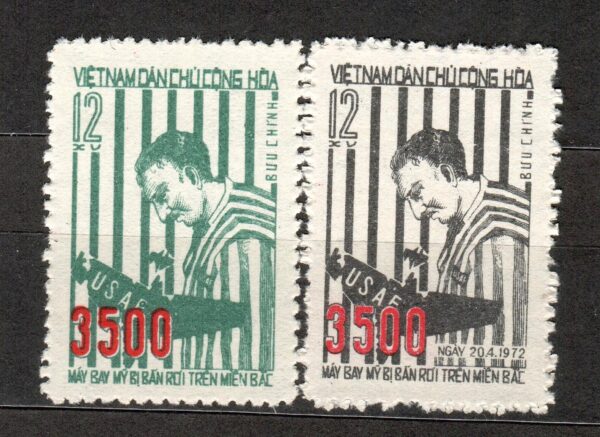 VIỆTNAM DÂN CHỦ CỘNG HÒA
12
XU
BƯU CHÍNH
USAF
3500
MÁY BAY MỸ BỊ BẮN RƠI TRÊN MIỀN BẮC
VIỆTNAM DÂN CHỦ CỘNG HÒA
12
XU
BƯU CHÍNH
USAF
3500
NGÀY 20.4.1972
MÁY BAY MỸ BỊ BẮN RƠI TRÊN MIỀN BẮC